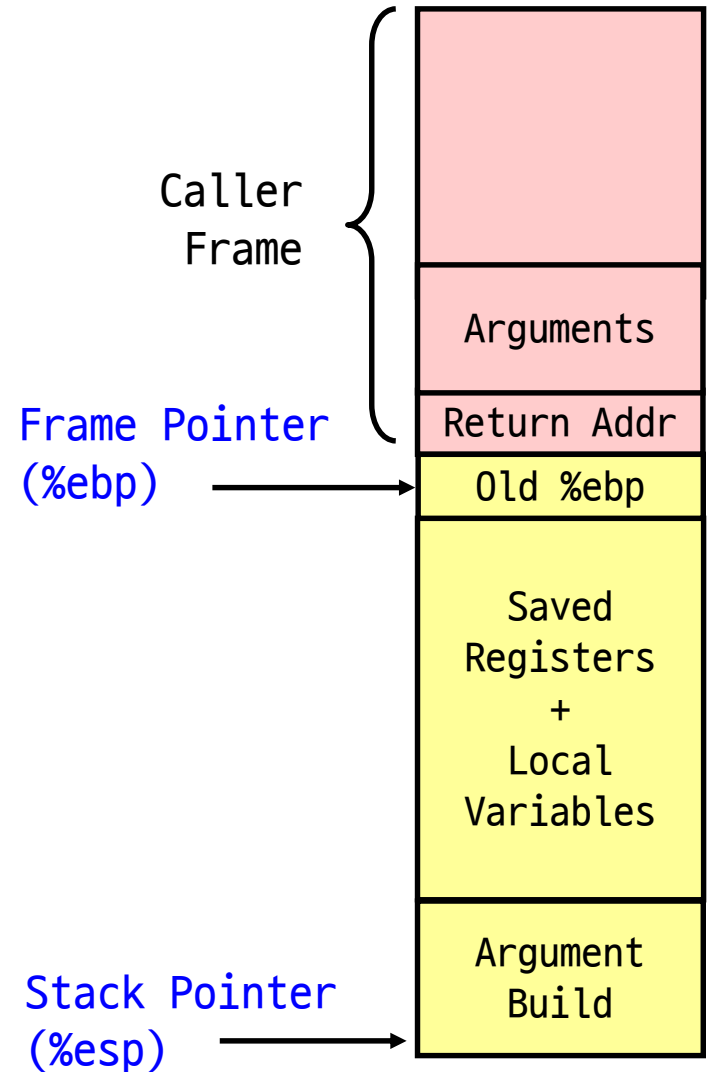 Caller
Frame
Arguments
Frame Pointer
(%ebp)
Return Addr
Old %ebp
Saved
Registers
+
Local
Variables
Argument
Build
Stack Pointer
(%esp)